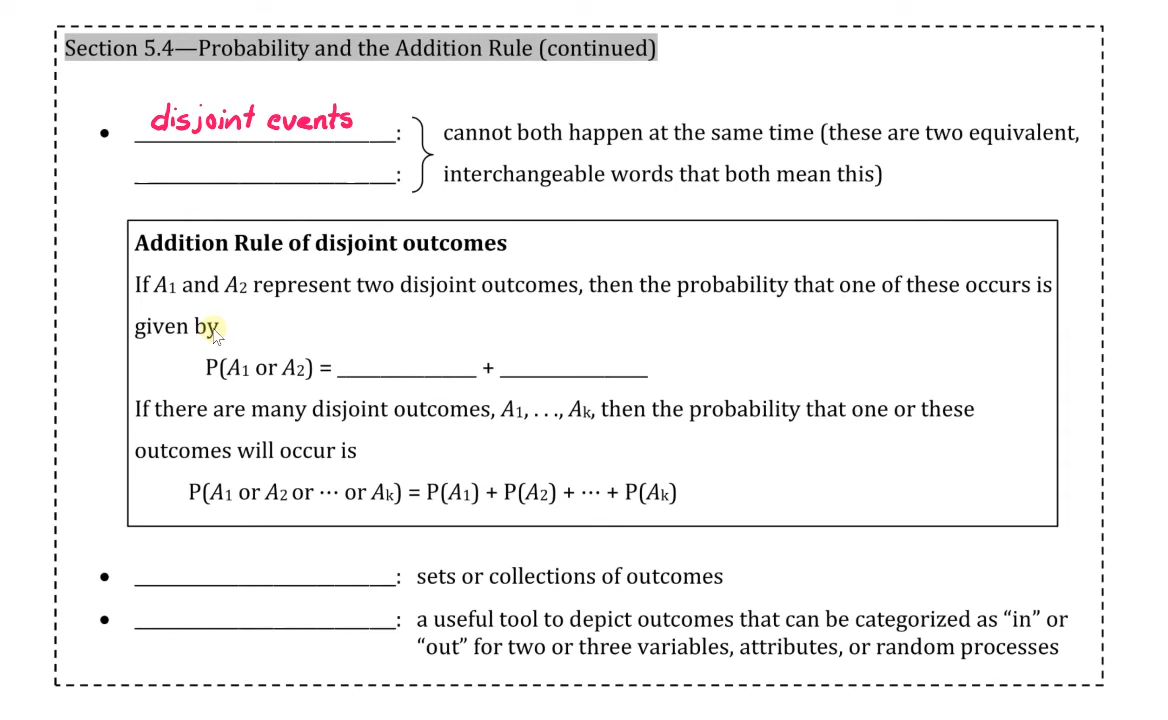 Section 5.4—Probability and the Addition Rule (continued)
• disjoint events: cannot both happen at the same time (these are two equivalent,
____________________: interchangeable words that both mean this)
Addition Rule of disjoint outcomes
If A1 and A2 represent two disjoint outcomes, then the probability that one of these occurs is
given by
P(A1 or A2) = ____________ + ____________
If there are many disjoint outcomes, A1, . . ., Ak, then the probability that one or these
outcomes will occur is
P(A1 or A2 or ⋯ or Ak) = P(A1) + P(A2) + ⋯ + P(Ak)
• ____________________: sets or collections of outcomes
• ____________________: a useful tool to depict outcomes that can be categorized as “in” or
“out” for two or three variables, attributes, or random processes